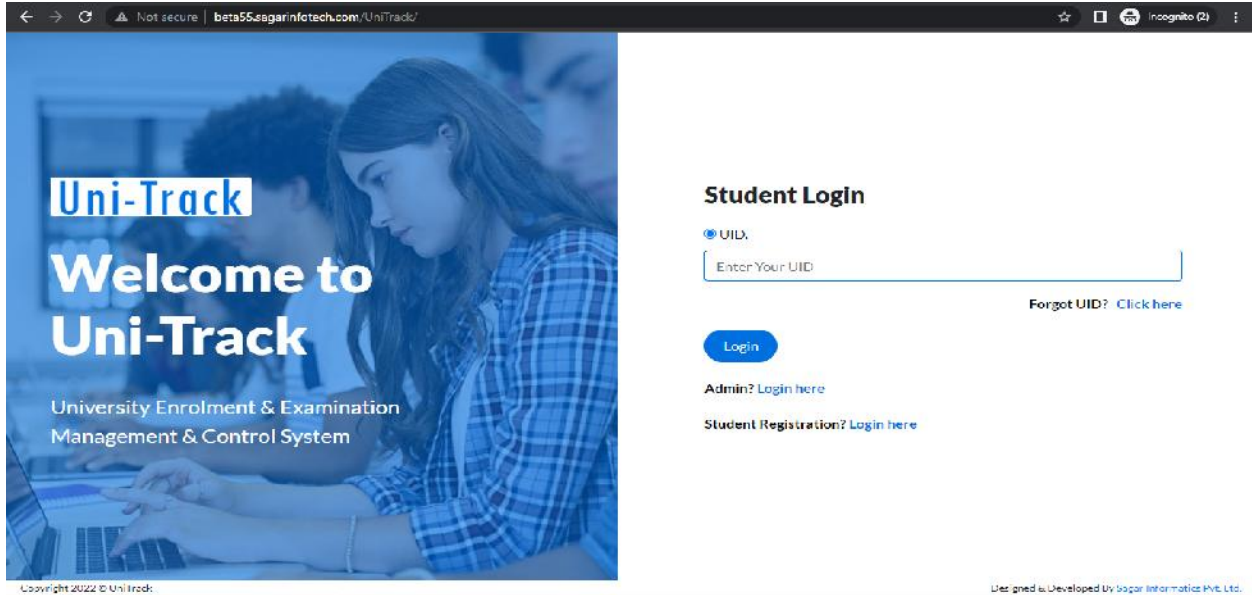 Not secure | beta55.sagarinfotech.com/UniTrack/
Incognito (2)
Uni-Track
Welcome to
Uni-Track
University Enrolment & Examination
Management & Control System
Student Login
UID.
Enter Your UID
Forgot UID? Click here
Login
Admin? Login here
Student Registration? Login here
Copyright 2022 © UniTrack
Designed & Developed By Sagar Informatics Pvt. Ltd.